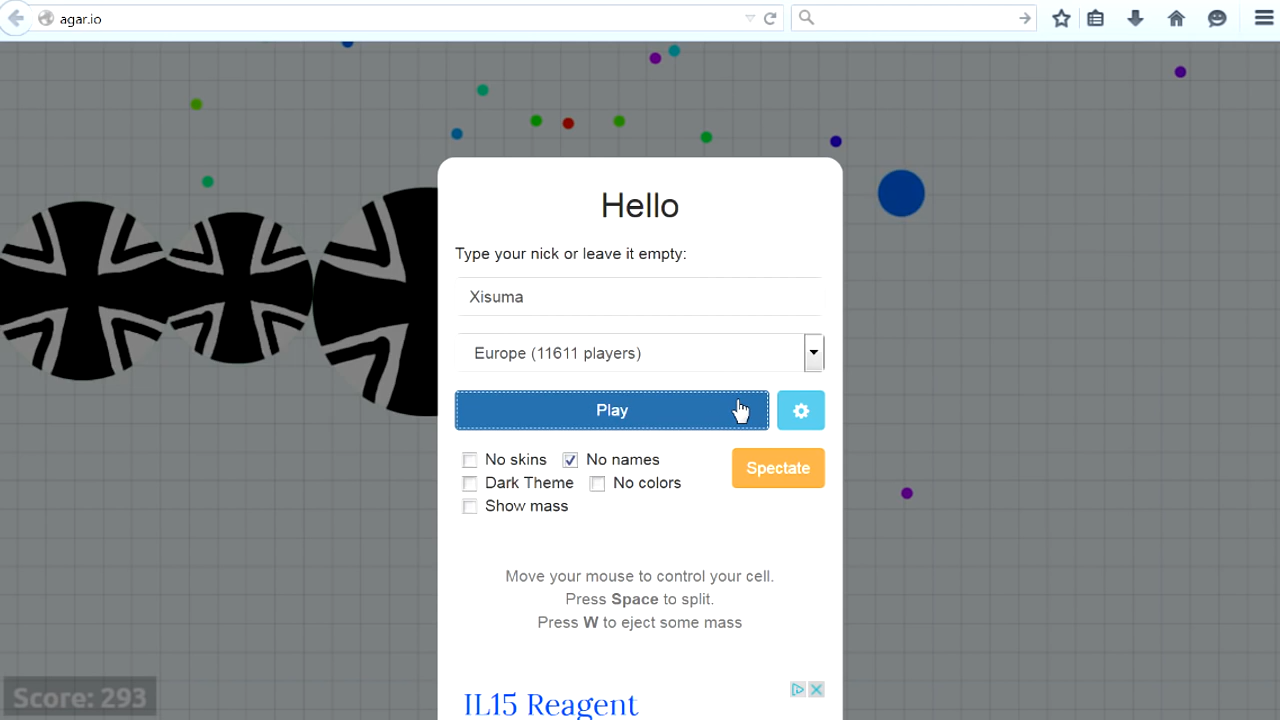 agar.io
Hello
Type your nick or leave it empty:
Xisuma
Europe (11611 players)
Play
No skins No names
Spectate
Dark Theme No colors
Show mass
Move your mouse to control your cell.
Press Space to split.
Press W to eject some mass
IL15 Reagent
Score: 293